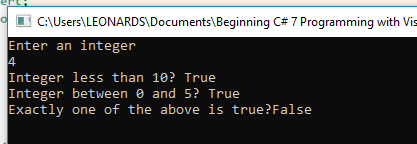 C:\Users\LEONARDS\Documents\Beginning C# 7 Programming with Vis
Enter an integer
4
Integer less than 10? True
Integer between 0 and 5? True
Exactly one of the above is true?False